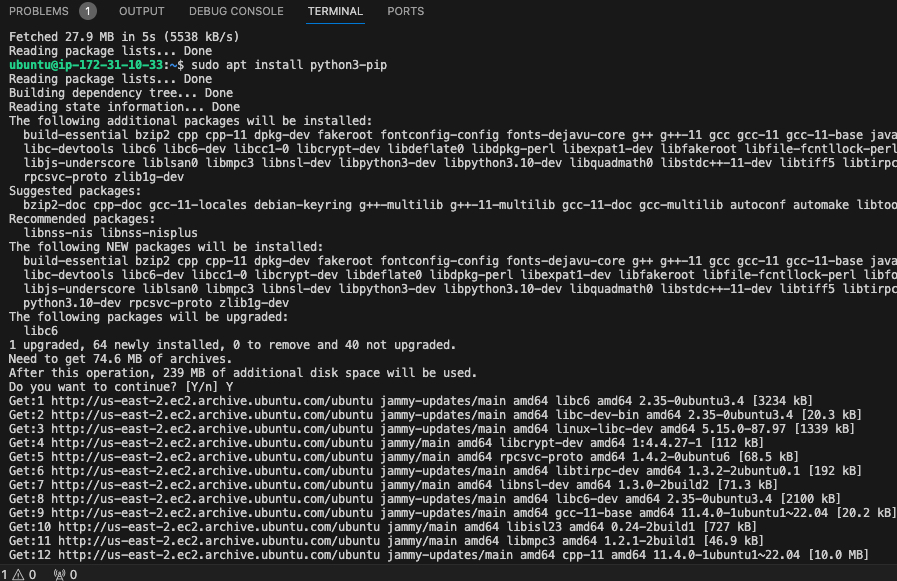 PROBLEMS 1 OUTPUT DEBUG CONSOLE TERMINAL PORTS
Fetched 27.9 MB in 5s (5538 kB/s)
Reading package lists... Done
ubuntu@ip-172-31-10-33:~$ sudo apt install python3-pip
Reading package lists... Done
Building dependency tree... Done
Reading state information... Done
The following additional packages will be installed:
build-essential bzip2 cpp cpp-11 dpkg-dev fakeroot fontconfig-config fonts-dejavu-core g++ g++-11 gcc gcc-11 gcc-11-base java
libc-devtools libc6 libc6-dev libcc1-0 libcrypt-dev libdeflate0 libdpkg-perl libexpat1-dev libfakeroot libfile-fcntllock-perl
libjs-underscore liblsan0 libmpc3 libnsl-dev libpython3-dev libpython3.10-dev libquadmath0 libstdc++-11-dev libtiff5 libtirpc
rpcsvc-proto zlib1g-dev
Suggested packages:
bzip2-doc cpp-doc gcc-11-locales debian-keyring g++-multilib g++-11-multilib gcc-11-doc gcc-multilib autoconf automake libtoo
Recommended packages:
libnss-nis libnss-nisplus
The following NEW packages will be installed:
build-essential bzip2 cpp cpp-11 dpkg-dev fakeroot fontconfig-config fonts-dejavu-core g++ g++-11 gcc gcc-11 gcc-11-base java
libc-devtools libc6-dev libcc1-0 libcrypt-dev libdeflate0 libdpkg-perl libexpat1-dev libfakeroot libfile-fcntllock-perl libfo
libjs-underscore liblsan0 libmpc3 libnsl-dev libpython3-dev libpython3.10-dev libquadmath0 libstdc++-11-dev libtiff5 libtirpc
python3.10-dev rpcsvc-proto zlib1g-dev
The following packages will be upgraded:
libc6
1 upgraded, 64 newly installed, 0 to remove and 40 not upgraded.
Need to get 74.6 MB of archives.
After this operation, 239 MB of additional disk space will be used.
Do you want to continue? [Y/n] Y
Get:1 http://us-east-2.ec2.archive.ubuntu.com/ubuntu jammy-updates/main amd64 libc6 amd64 2.35-0ubuntu3.4 [3234 kB]
Get:2 http://us-east-2.ec2.archive.ubuntu.com/ubuntu jammy-updates/main amd64 libc-dev-bin amd64 2.35-0ubuntu3.4 [20.3 kB]
Get:3 http://us-east-2.ec2.archive.ubuntu.com/ubuntu jammy-updates/main amd64 linux-libc-dev amd64 5.15.0-87.97 [1339 kB]
Get:4 http://us-east-2.ec2.archive.ubuntu.com/ubuntu jammy/main amd64 libcrypt-dev amd64 1:4.4.27-1 [112 kB]
Get:5 http://us-east-2.ec2.archive.ubuntu.com/ubuntu jammy/main amd64 rpcsvc-proto amd64 1.4.2-0ubuntu6 [68.5 kB]
Get:6 http://us-east-2.ec2.archive.ubuntu.com/ubuntu jammy-updates/main amd64 libtirpc-dev amd64 1.3.2-2ubuntu0.1 [192 kB]
Get:7 http://us-east-2.ec2.archive.ubuntu.com/ubuntu jammy/main amd64 libnsl-dev amd64 1.3.0-2build2 [71.3 kB]
Get:8 http://us-east-2.ec2.archive.ubuntu.com/ubuntu jammy-updates/main amd64 libc6-dev amd64 2.35-0ubuntu3.4 [2100 kB]
Get:9 http://us-east-2.ec2.archive.ubuntu.com/ubuntu jammy-updates/main amd64 gcc-11-base amd64 11.4.0-1ubuntu1~22.04 [20.2 kB]
Get:10 http://us-east-2.ec2.archive.ubuntu.com/ubuntu jammy/main amd64 libisl23 amd64 0.24-2build1 [727 kB]
Get:11 http://us-east-2.ec2.archive.ubuntu.com/ubuntu jammy/main amd64 libmpc3 amd64 1.2.1-2build1 [46.9 kB]
Get:12 http://us-east-2.ec2.archive.ubuntu.com/ubuntu jammy-updates/main amd64 cpp-11 amd64 11.4.0-1ubuntu1~22.04 [10.0 MB]
1 0 0